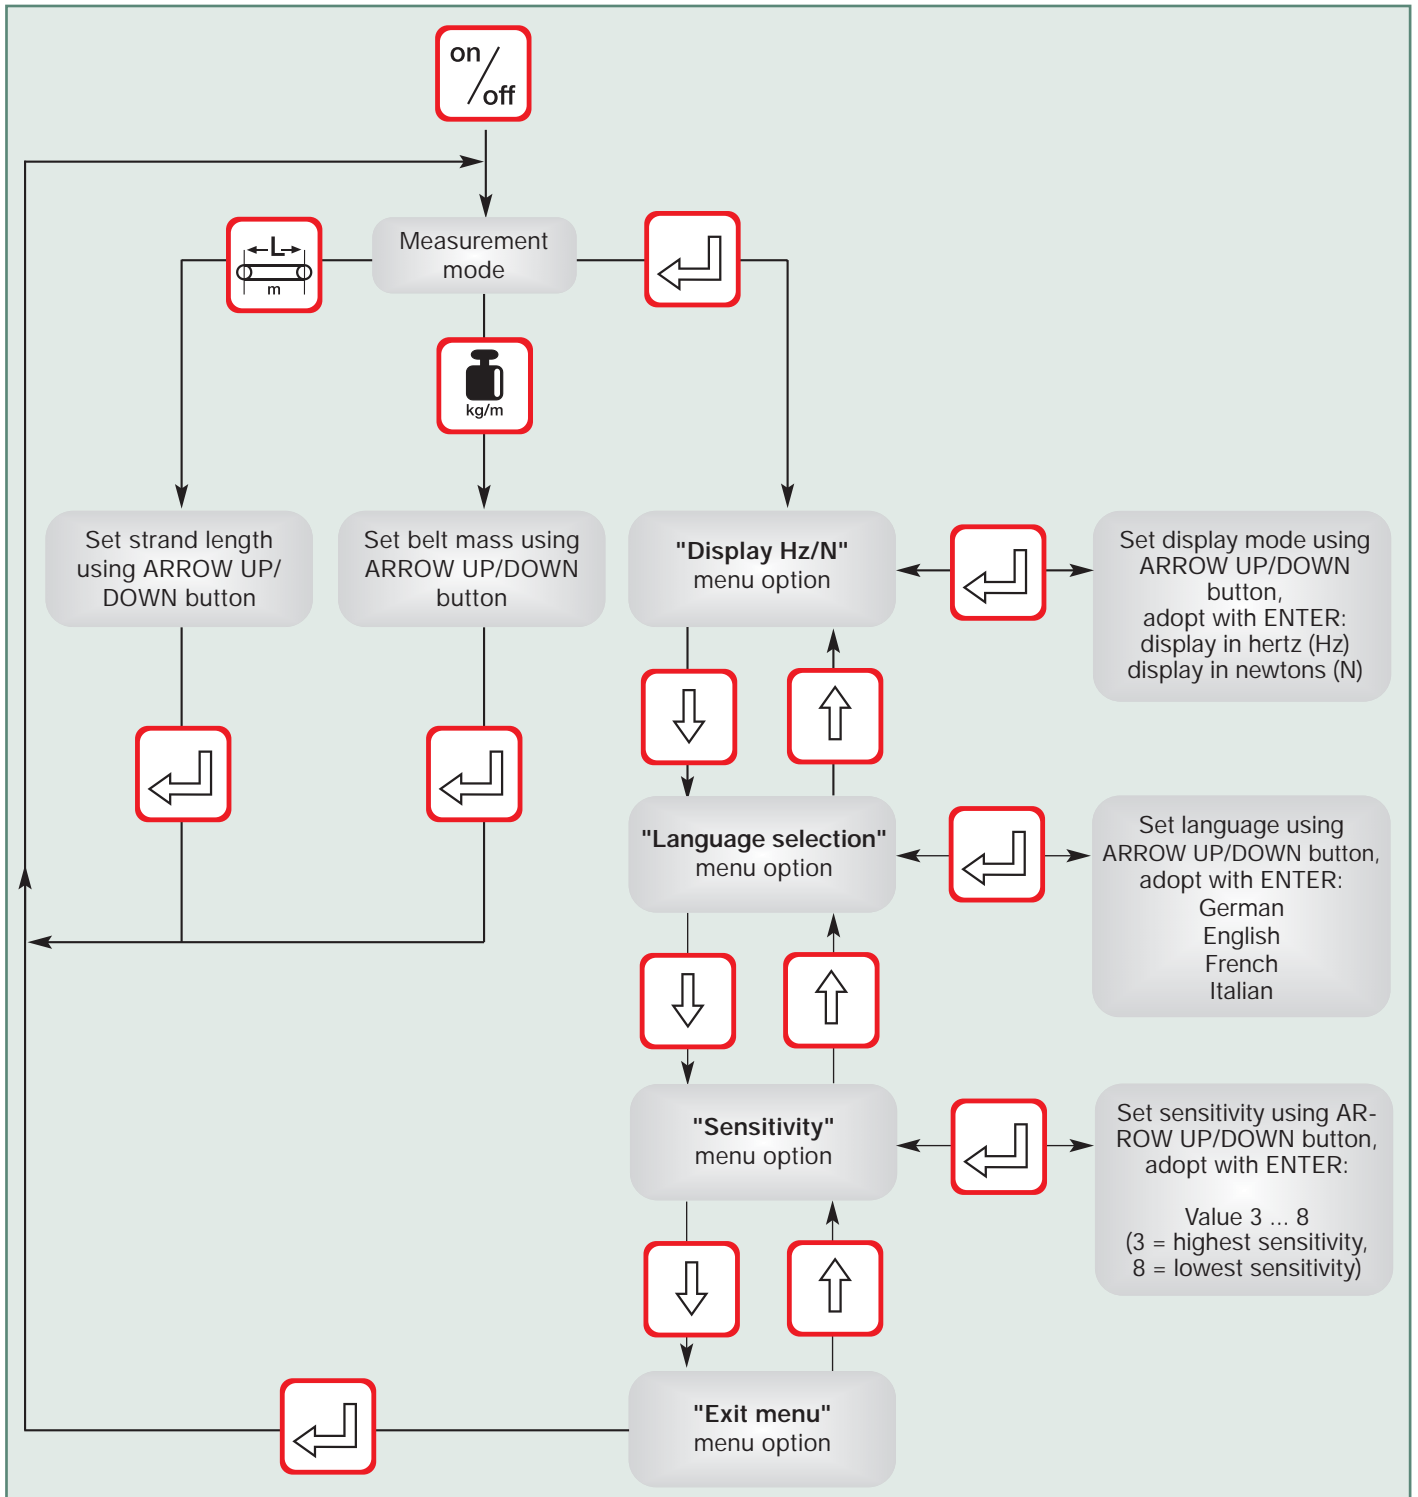 on
off
L
m
Measurement
mode
kg/m
Set strand length
using ARROW UP/
DOWN button
Set belt mass using
ARROW UP/DOWN
button
"Display Hz/N"
menu option
Set display mode using
ARROW UP/DOWN
button,
adopt with ENTER:
display in hertz (Hz)
display in newtons (N)
"Language selection"
menu option
Set language using
ARROW UP/DOWN button,
adopt with ENTER:
German
English
French
Italian
"Sensitivity"
menu option
Set sensitivity using AR-
ROW UP/DOWN button,
adopt with ENTER:
Value 3 ... 8
(3 = highest sensitivity,
8 = lowest sensitivity)
"Exit menu"
menu option